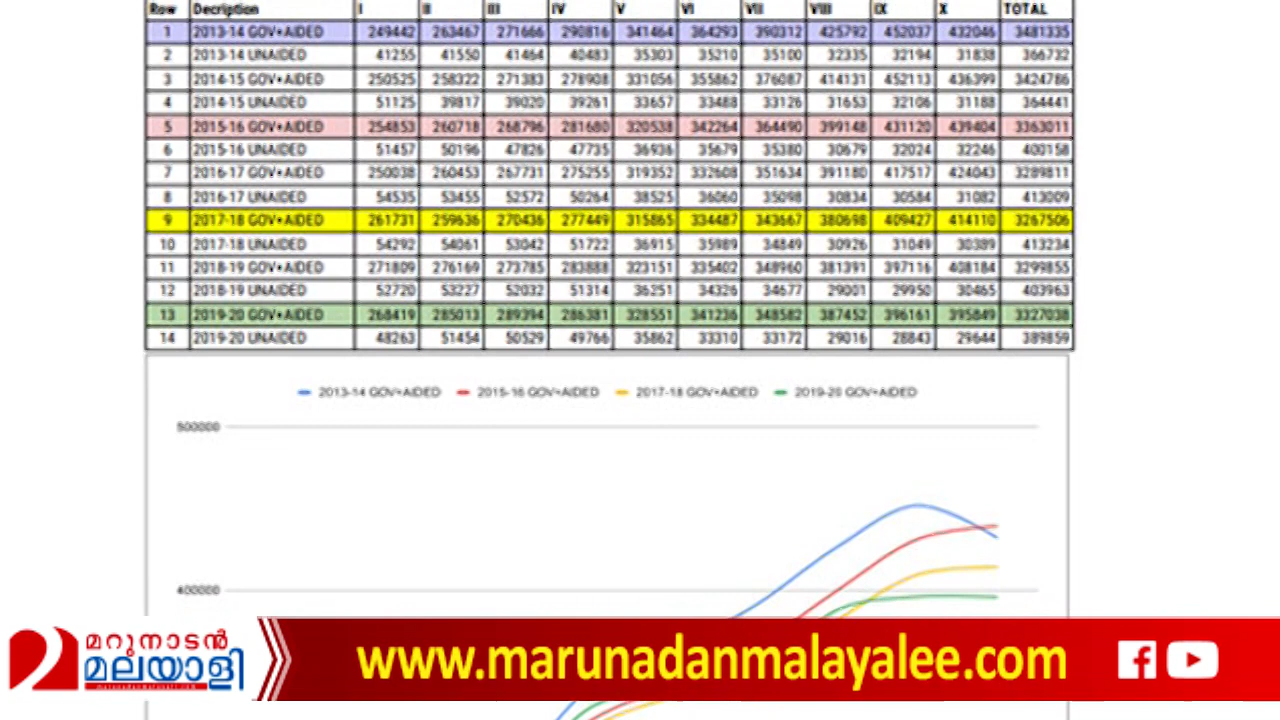 Row Decription I II III IV V VI VII VIII IX X TOTAL
1 2013-14 GOV+AIDED 249442 263467 271666 290816 341464 364293 390312 425792 452037 432046 3481335
2 2013-14 UNAIDED 41255 41550 41464 40483 35303 35210 35100 32335 32194 31838 366732
3 2014-15 GOV+AIDED 250525 258322 271383 278908 331056 355862 376087 414131 452113 436399 3424786
4 2014-15 UNAIDED 51125 39817 39020 39261 33657 33488 33126 31653 32106 31188 364441
5 2015-16 GOV+AIDED 254853 260718 268796 281680 320538 342264 364490 399148 431120 439404 3363011
6 2015-16 UNAIDED 51457 50196 47826 47735 36936 35679 35380 30679 32024 32246 400158
7 2016-17 GOV+AIDED 250038 260453 267731 275255 319352 332608 351634 391180 417517 424043 3289811
8 2016-17 UNAIDED 54535 53455 52572 50264 38525 36060 35098 30834 30584 31082 413009
9 2017-18 GOV+AIDED 261731 259636 270436 277449 315865 334487 343667 380698 409427 414110 3267506
10 2017-18 UNAIDED 54292 54061 53042 51722 36915 35989 34849 30926 31049 30389 413234
11 2018-19 GOV+AIDED 271809 276169 273785 283888 323151 335402 348960 381391 397116 408184 3299855
12 2018-19 UNAIDED 52720 53227 52032 51314 36251 34326 34677 29001 29950 30465 403963
13 2019-20 GOV+AIDED 268419 285013 289394 286381 328551 341236 348582 387452 396161 395849 3327038
14 2019-20 UNAIDED 48263 51454 50529 49766 35862 33310 33172 29016 28843 29644 389859
2013-14 GOV+AIDED 2015-16 GOV+AIDED 2017-18 GOV+AIDED 2019-20 GOV+AIDED
500000
400000
മറുനാടൻ
മലയാളി
www.marunadanmalayalee.com